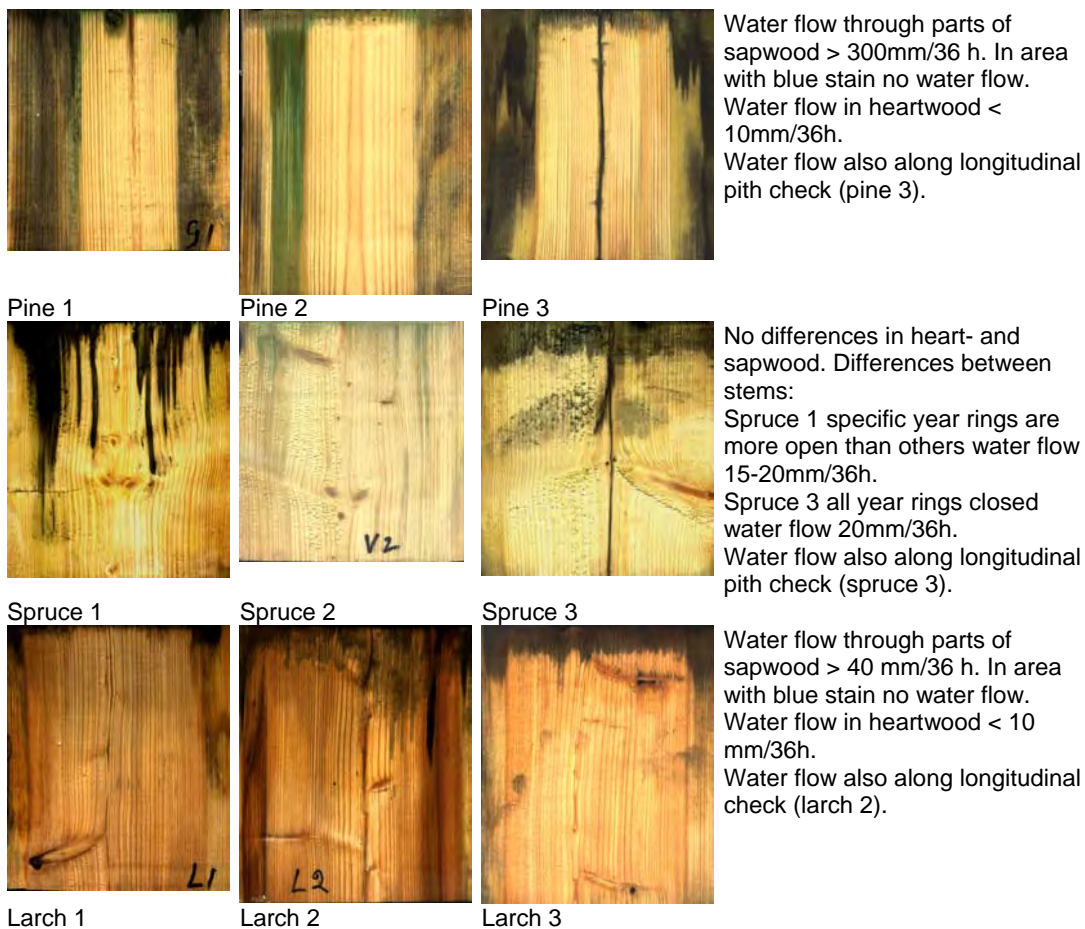 Water flow through parts of
sapwood > 300mm/36 h. In area
with blue stain no water flow.
Water flow in heartwood <
10mm/36h.
Water flow also along longitudinal
pith check (pine 3).
G1
Pine 1
Pine 2
Pine 3
No differences in heart- and
sapwood. Differences between
stems:
Spruce 1 specific year rings are
more open than others water flow
15-20mm/36h.
Spruce 3 all year rings closed
water flow 20mm/36h.
Water flow also along longitudinal
pith check (spruce 3).
V2
Spruce 1
Spruce 2
Spruce 3
Water flow through parts of
sapwood > 40 mm/36 h. In area
with blue stain no water flow.
Water flow in heartwood < 10
mm/36h.
Water flow also along longitudinal
check (larch 2).
L1
L2
Larch 1
Larch 2
Larch 3